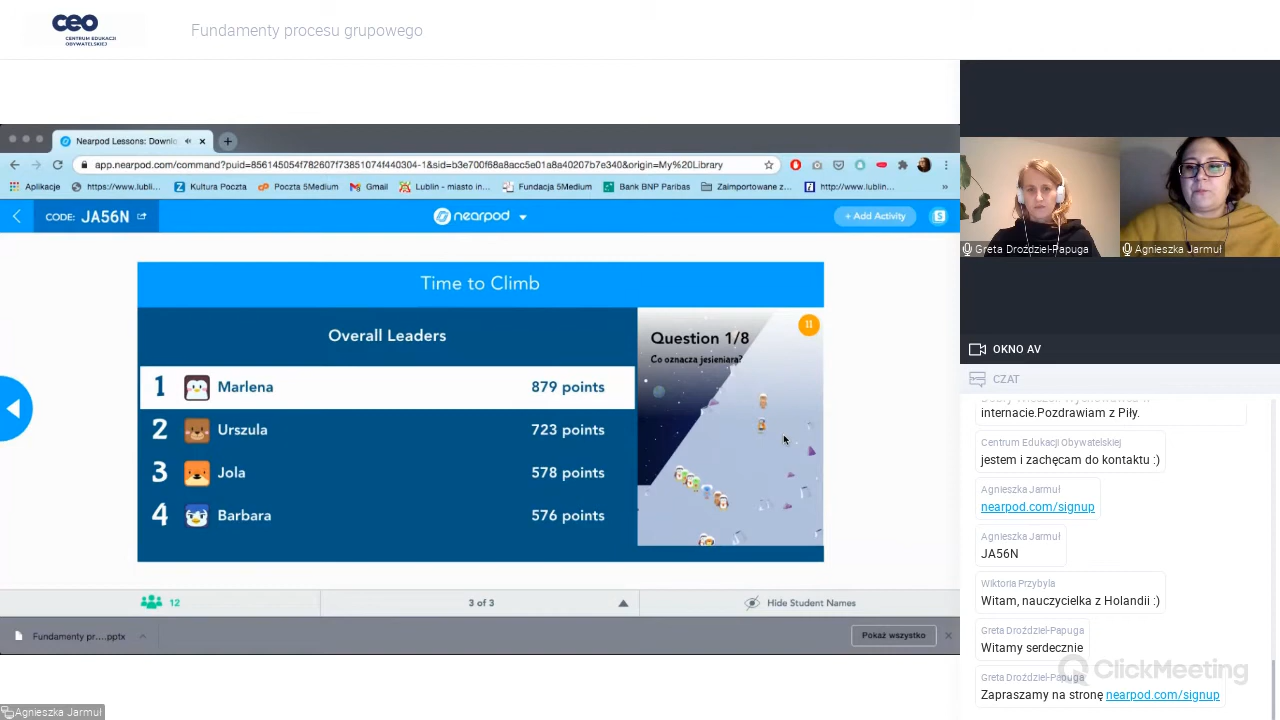 ceo
CENTRUM EDUKACJI
OBYWATELSKIEJ
Fundamenty procesu grupowego
Nearpod Lessons: Downlo
app.nearpod.com/command?puid=856145054f782607f73851074f440304-1&sid=b3e700f68a8acc5e01a8a40207b7e340&origin=My%20Library
Aplikacje
https://www.lubli...
Kultura Poczta
Poczta 5Medium
Gmail
Lublin - miasto in...
Fundacja 5Medium
Bank BNP Paribas
Zaimportowane z...
http://www.lublin...
»
CODE: JA56N
nearpod
+ Add Activity
S
Time to Climb
Overall Leaders
1 Marlena 879 points
2 Urszula 723 points
3 Jola 578 points
4 Barbara 576 points
Question 1/8
11
Co oznacza jesieniara?
12
3 of 3
Hide Student Names
Fundamenty pr....pptx
Pokaż wszystko
Agnieszka Jarmuł
Greta Droździel-Papuga
Agnieszka Jarmuł
OKNO AV
CZAT
internacie.Pozdrawiam z Piły.
Centrum Edukacji Obywatelskiej
jestem i zachęcam do kontaktu :)
Agnieszka Jarmuł
nearpod.com/signup
Agnieszka Jarmuł
JA56N
Wiktoria Przybyla
Witam, nauczycielka z Holandii :)
Greta Droździel-Papuga
Witamy serdecznie
Greta Droździel-Papuga
Zapraszamy na stronę nearpod.com/signup
ClickMeeting